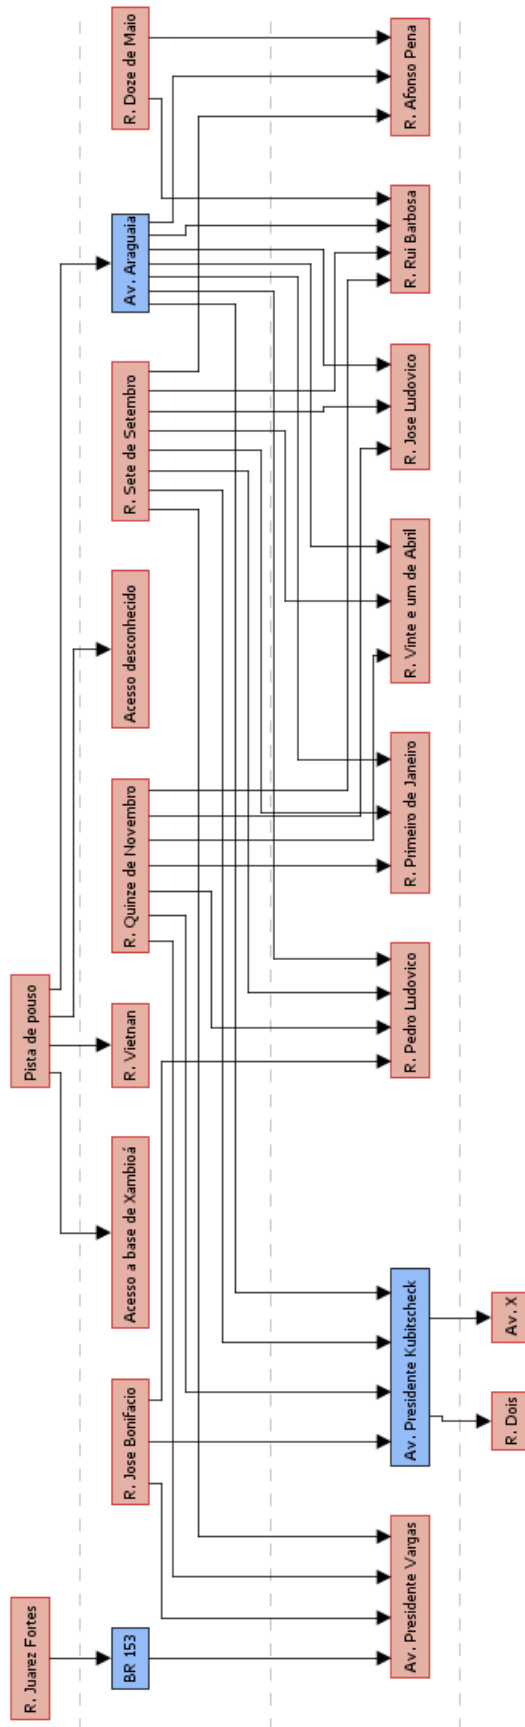 R. Juarez Fortes
Pista de pouso
BR 153
R. Jose Bonifacio
Acesso a base de Xambioá
R. Vietnan
R. Quinze de Novembro
Acesso desconhecido
R. Sete de Setembro
Av. Araguaia
R. Doze de Maio
Av. Presidente Vargas
Av. Presidente Kubitscheck
R. Pedro Ludovico
R. Primeiro de Janeiro
R. Vinte e um de Abril
R. Jose Ludovico
R. Rui Barbosa
R. Afonso Pena
R. Dois
Av. X